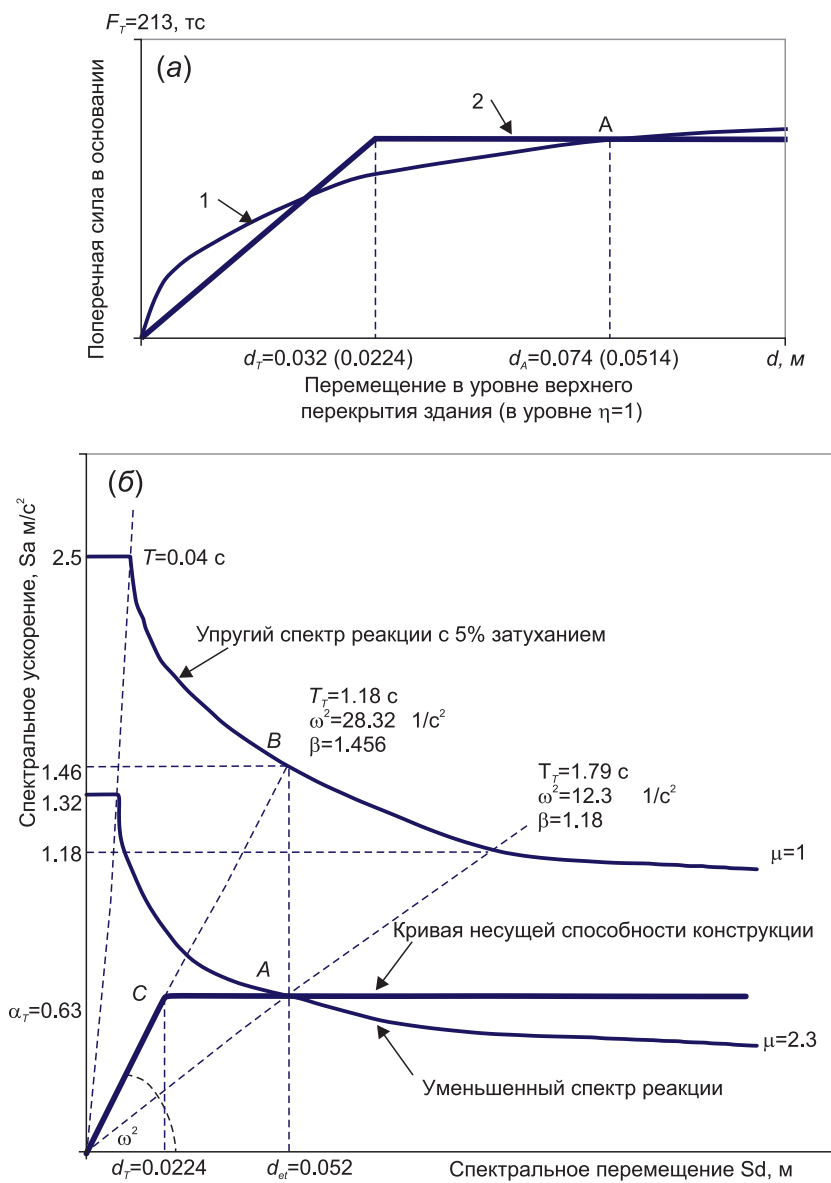 F_T=213, тс
(а)
Поперечная сила в основании
1
2
A
d_T=0.032 (0.0224)
d_A=0.074 (0.0514)
d, м
Перемещение в уровне верхнего
перекрытия здания (в уровне η=1)
(б)
Спектральное ускорение, Sa м/с²
2.5
T=0.04 с
Упругий спектр реакции с 5% затуханием
T_T=1.18 с
ω²=28.32 1/с²
β=1.456
B
1.46
1.32
1.18
T_T=1.79 с
ω²=12.3 1/с²
β=1.18
μ=1
Кривая несущей способности конструкции
A
C
α_T=0.63
μ=2.3
Уменьшенный спектр реакции
ω²
d_T=0.0224
d_et=0.052
Спектральное перемещение Sd, м